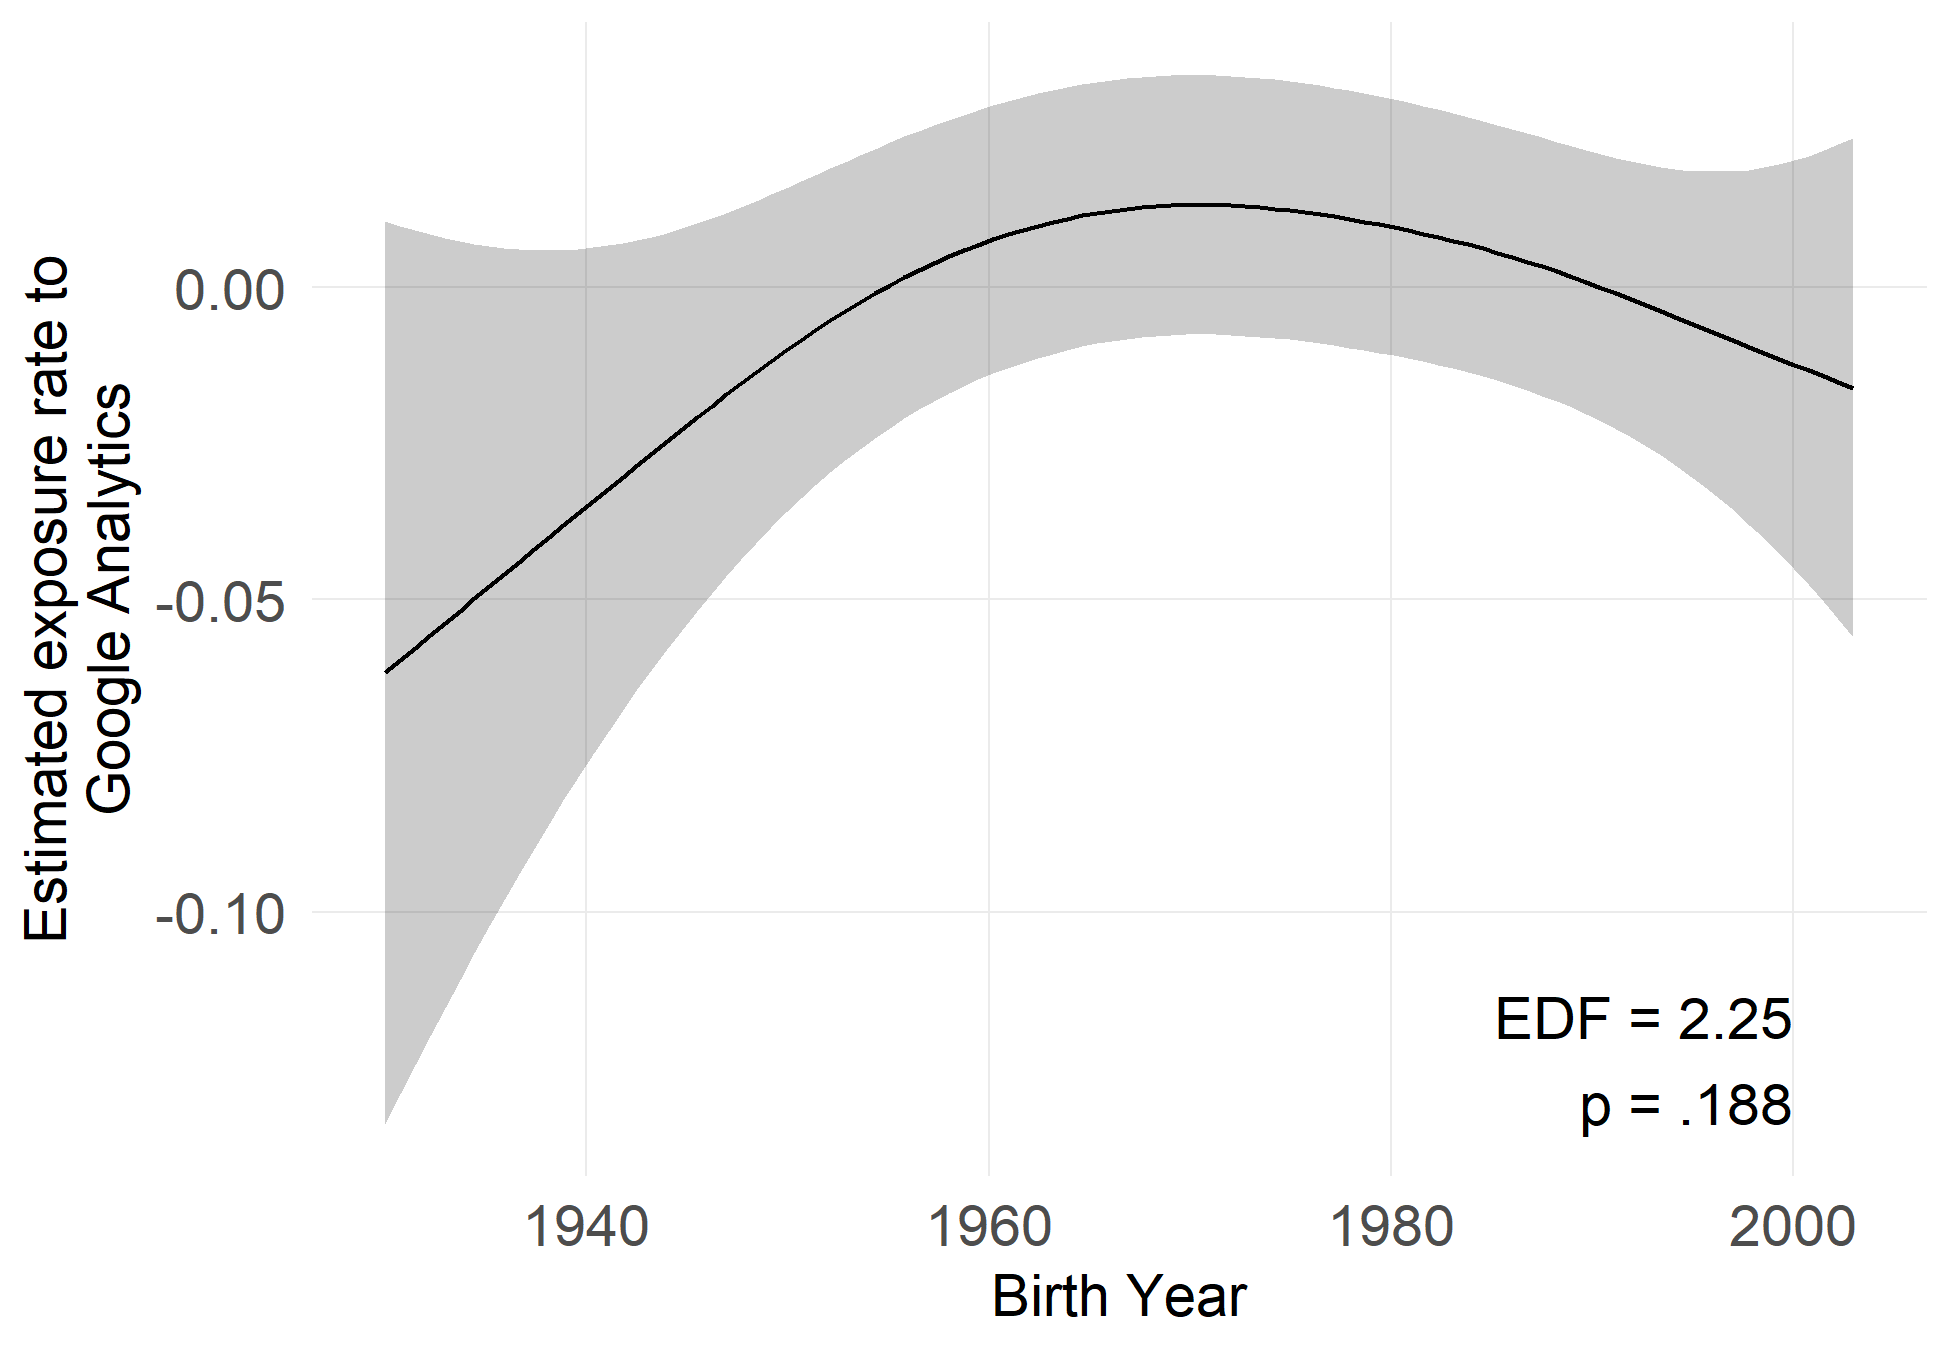 Estimated exposure rate to
Google Analytics
0.00
-0.05
-0.10
EDF = 2.25
p = .188
1940 1960 1980 2000
Birth Year